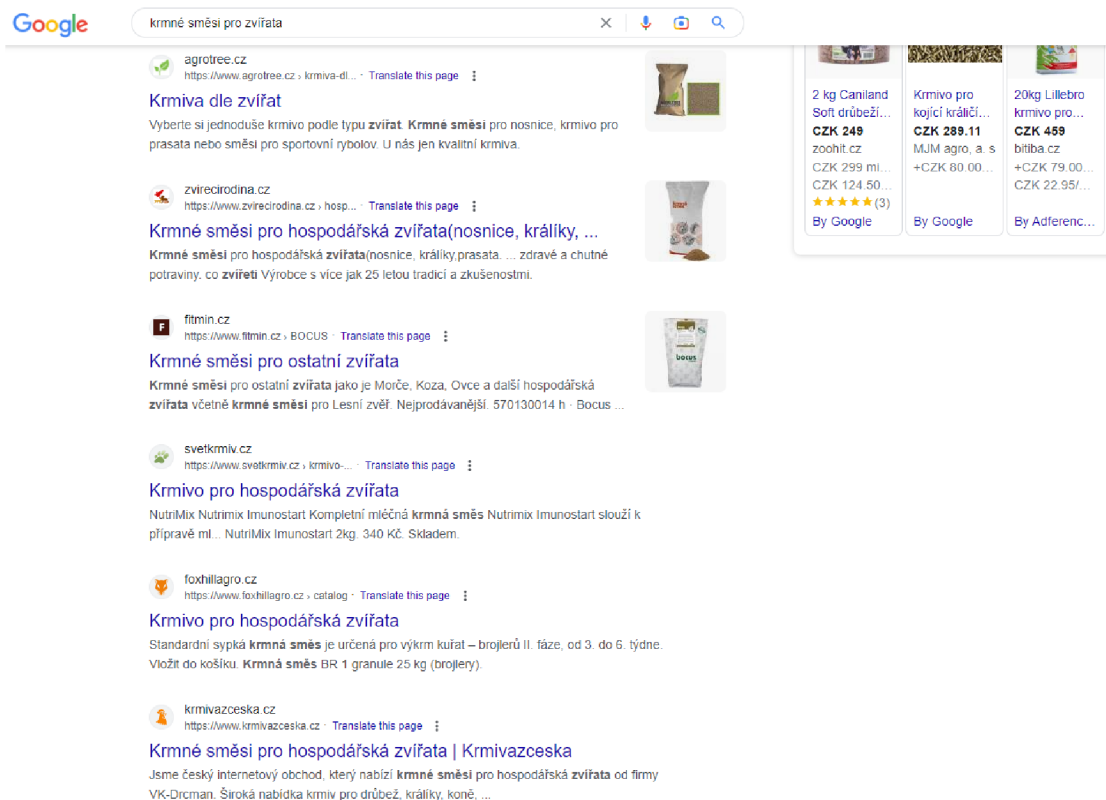 Google
krmné směsi pro zvířata
agrotree.cz
https://www.agrotree.cz › krmiva-dl... · Translate this page
Krmiva dle zvířat
Vyberte si jednoduše krmivo podle typu zvířat. Krmné směsi pro nosnice, krmivo pro
prasata nebo směsi pro sportovní rybolov. U nás jen kvalitní krmiva.
zvirecirodina.cz
https://www.zvirecirodina.cz › hosp... · Translate this page
Krmné směsi pro hospodářská zvířata(nosnice, králíky, ...
Krmné směsi pro hospodářská zvířata(nosnice, králíky,prasata. ... zdravé a chutné
potraviny. co zvířeti Výrobce s více jak 25 letou tradicí a zkušenostmi.
fitmin.cz
https://www.fitmin.cz › BOCUS · Translate this page
Krmné směsi pro ostatní zvířata
Krmné směsi pro ostatní zvířata jako je Morče, Koza, Ovce a další hospodářská
zvířata včetně krmné směsi pro Lesní zvěř. Nejprodávanější. 570130014 h · Bocus ...
bocus
svetkrmiv.cz
https://www.svetkrmiv.cz › krmivo-... · Translate this page
Krmivo pro hospodářská zvířata
NutriMix Nutrimix Imunostart Kompletní mléčná krmná směs Nutrimix Imunostart slouží k
přípravě ml... NutriMix Imunostart 2kg. 340 Kč. Skladem.
foxhillagro.cz
https://www.foxhillagro.cz › catalog · Translate this page
Krmivo pro hospodářská zvířata
Standardní sypká krmná směs je určená pro výkrm kuřat – brojlerů II. fáze, od 3. do 6. týdne.
Vložit do košíku. Krmná směs BR 1 granule 25 kg (brojlery).
krmivazceska.cz
https://www.krmivazceska.cz · Translate this page
Krmné směsi pro hospodářská zvířata | Krmivazceska
Jsme český internetový obchod, který nabízí krmné směsi pro hospodářská zvířata od firmy
VK-Drcman. Široká nabídka krmiv pro drůbež, králíky, koně, ...
2 kg Caniland
Soft drůbeží...
CZK 249
zoohit.cz
CZK 299 mi...
CZK 124.50...
(3)
By Google
Krmivo pro
kojící králičí...
CZK 289.11
MJM agro, a. s
+CZK 80.00...
By Google
20kg Lillebro
krmivo pro...
CZK 459
bitiba.cz
+CZK 79.00...
CZK 22.95/...
By Adferenc...